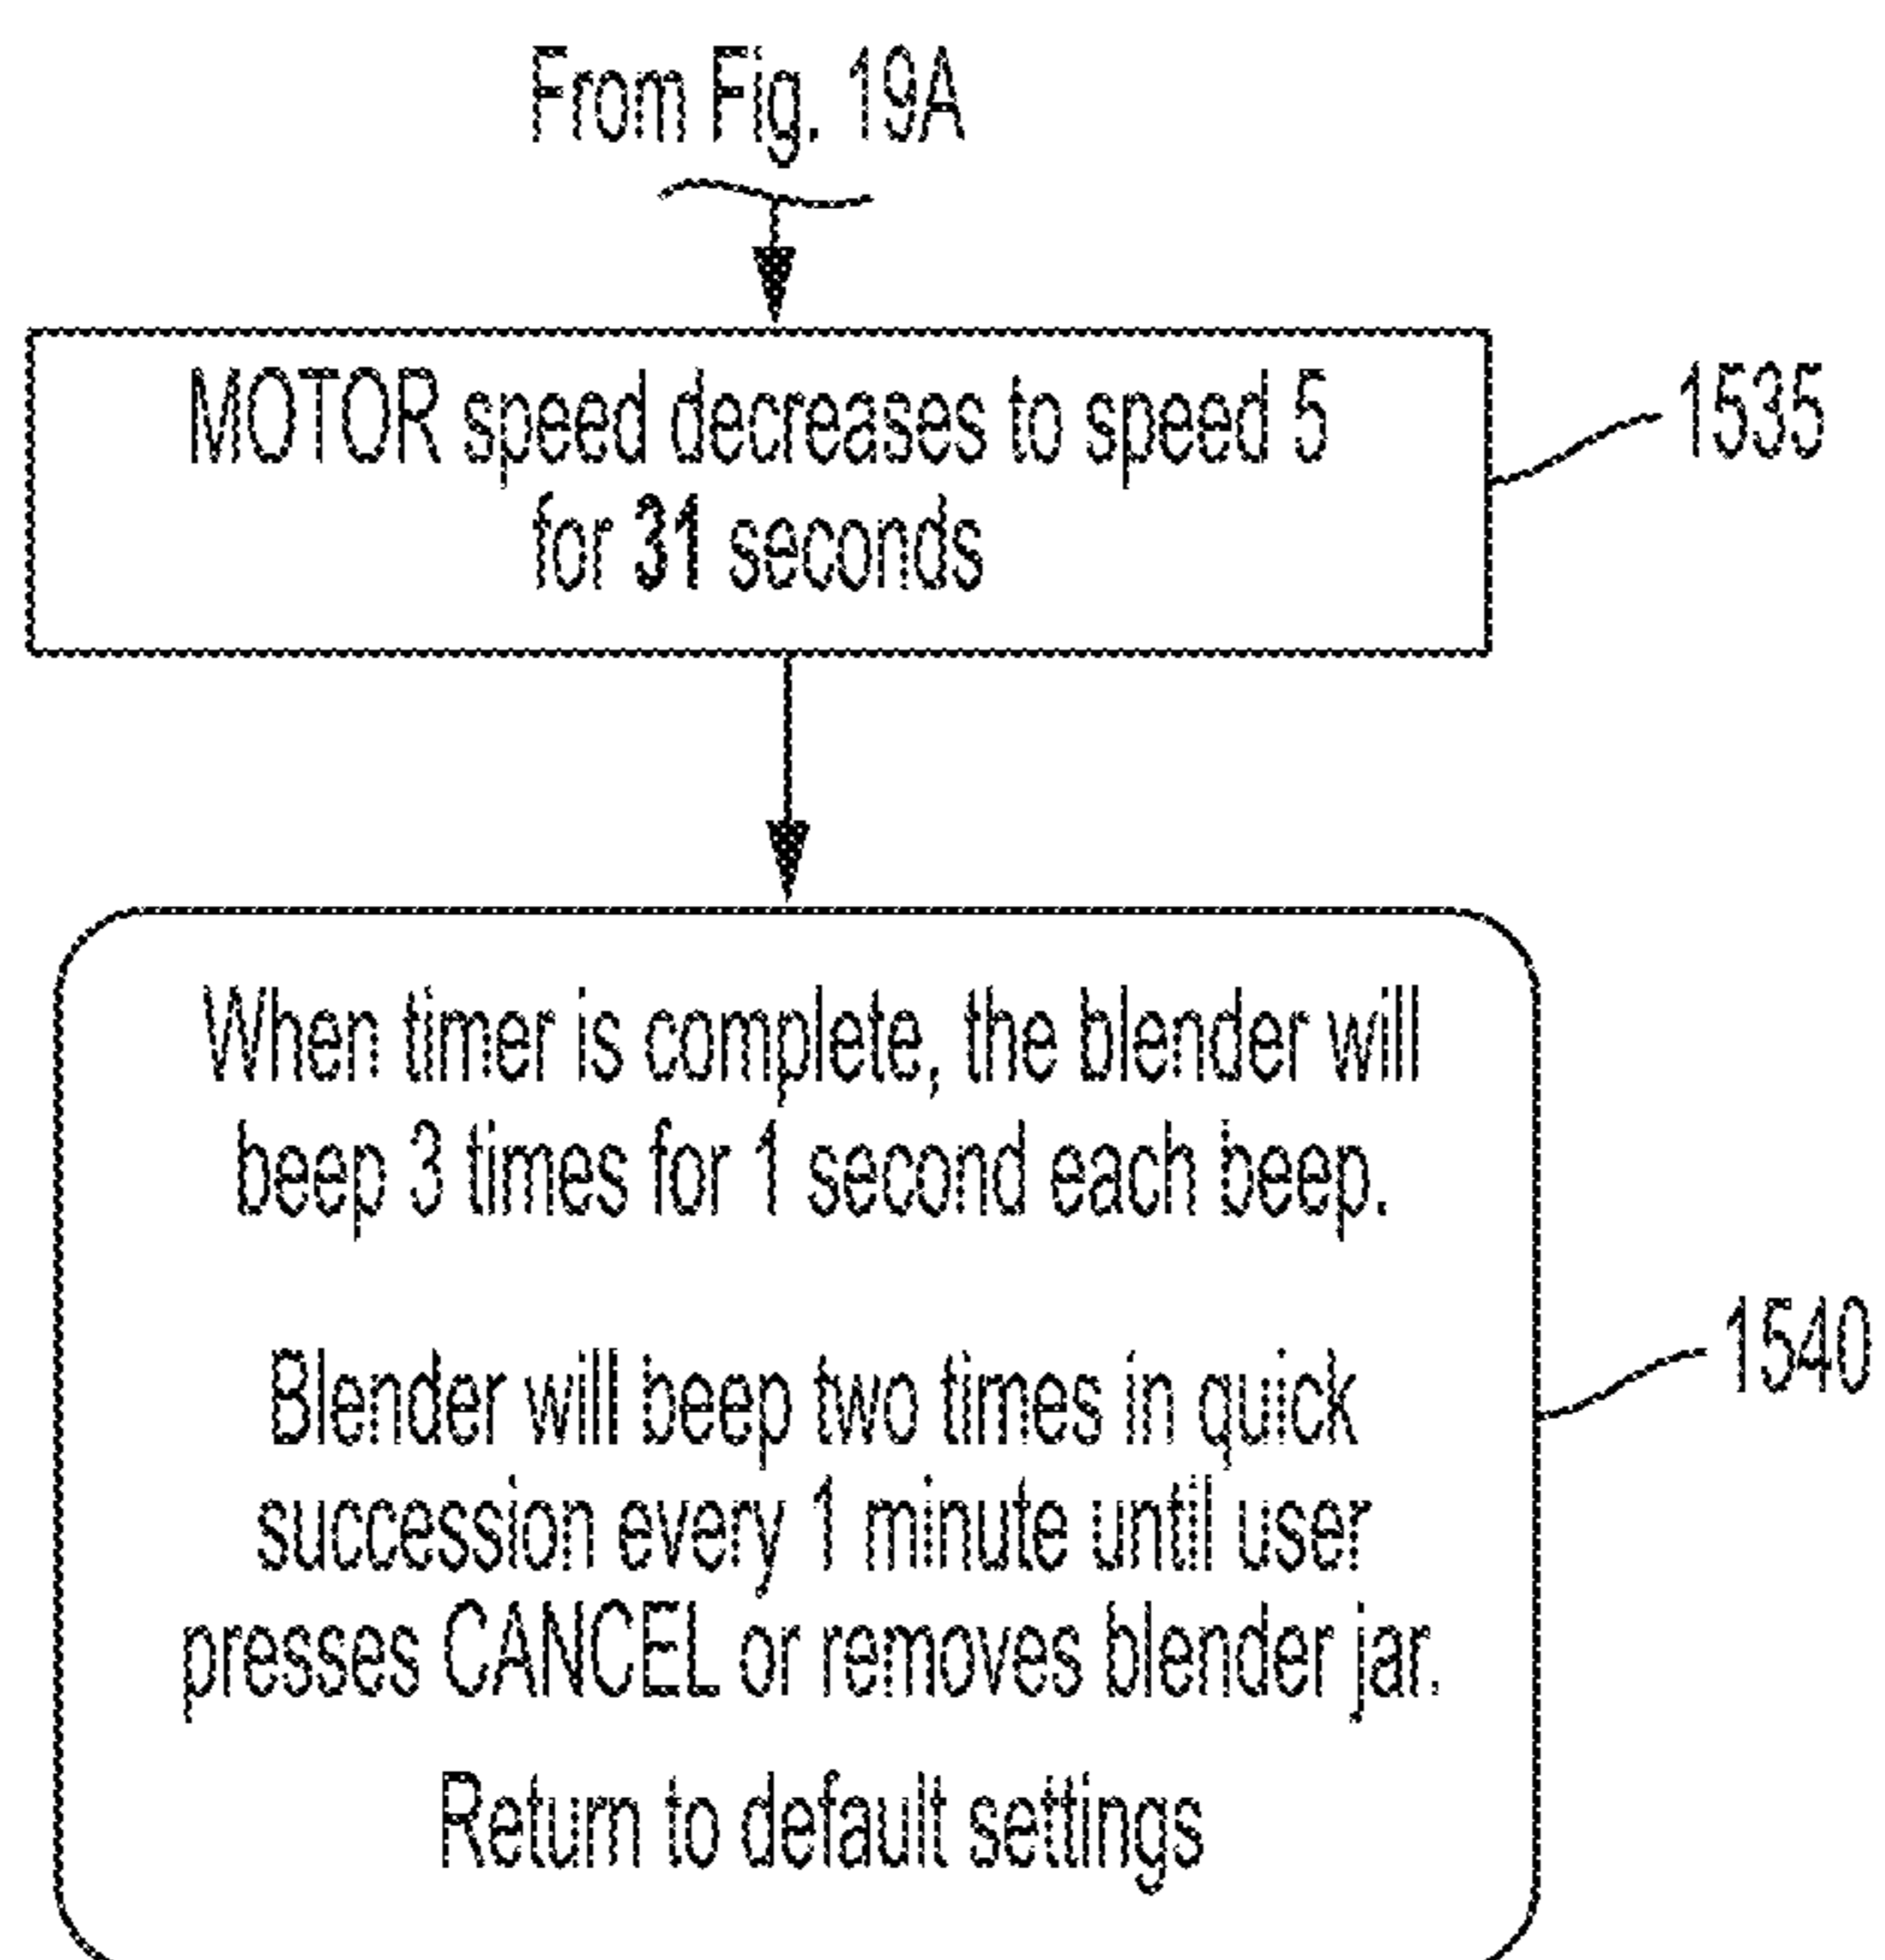 From Fig. 19A
MOTOR speed decreases to speed 5
for 31 seconds
1535
When timer is complete, the blender will
beep 3 times for 1 second each beep.
Blender will beep two times in quick
succession every 1 minute until user
presses CANCEL or removes blender jar.
Return to default settings
1540